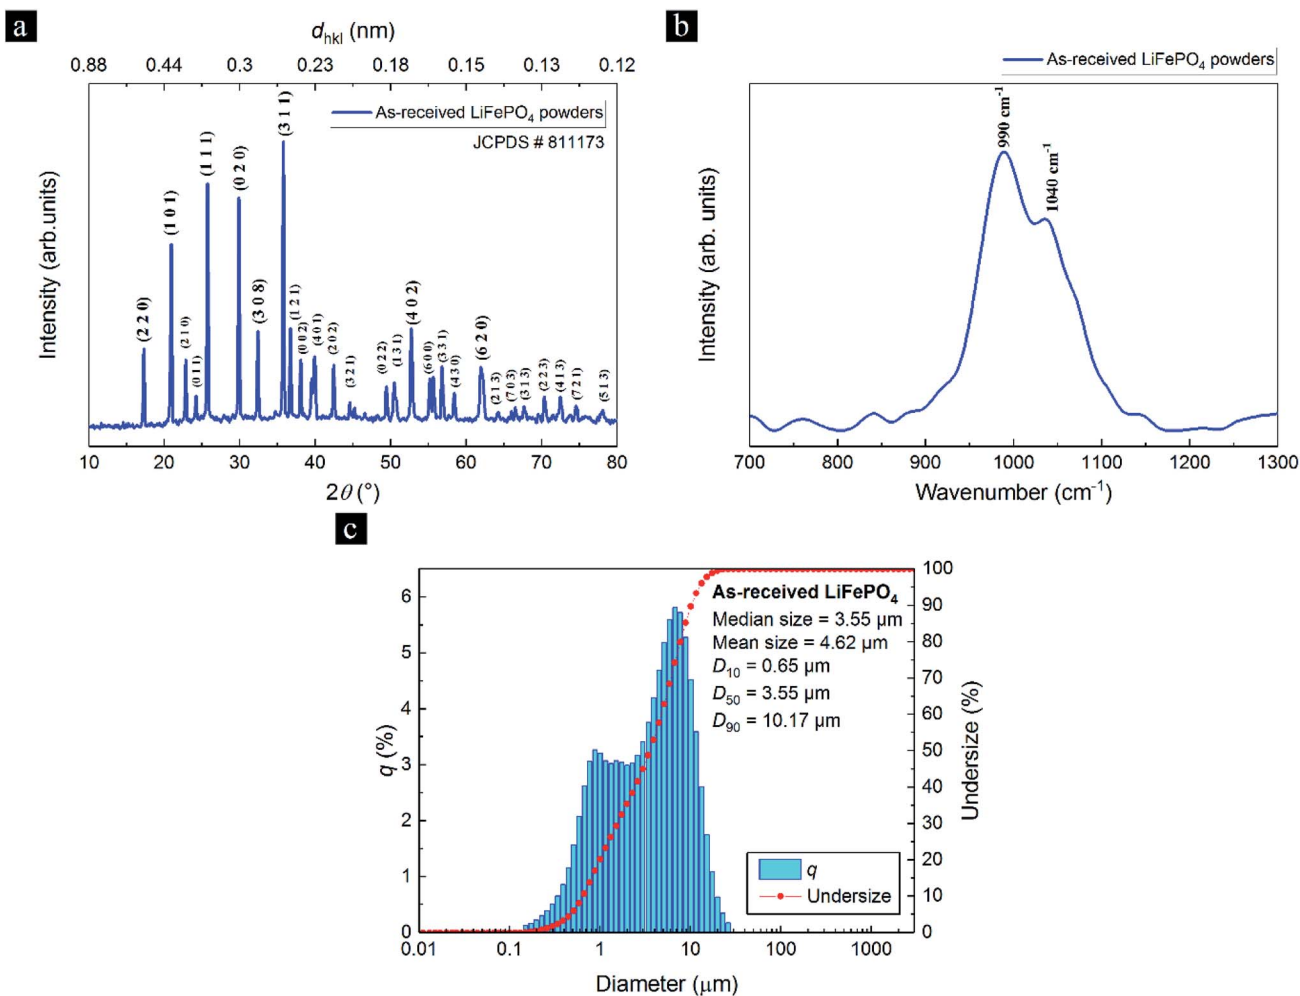 a
d_hkl (nm)
0.88 0.44 0.3 0.23 0.18 0.15 0.13 0.12
As-received LiFePO4 powders
JCPDS # 811173
Intensity (arb.units)
(2 2 0)
(1 0 1)
(2 1 0)
(0 1 1)
(1 1 1)
(0 2 0)
(3 0 8)
(3 1 1)
(1 2 1)
(0 0 2)
(4 0 1)
(2 0 2)
(3 2 1)
(0 2 2)
(1 3 1)
(4 0 2)
(6 0 0)
(3 3 1)
(4 3 0)
(6 2 0)
(2 1 3)
(7 0 3)
(3 1 3)
(2 2 3)
(4 1 3)
(7 2 1)
(5 1 3)
10 20 30 40 50 60 70 80
2θ (°)
b
As-received LiFePO4 powders
990 cm-1
1040 cm-1
Intensity (arb. units)
700 800 900 1000 1100 1200 1300
Wavenumber (cm-1)
c
6
5
4
3
2
1
0
q (%)
100
90
80
70
60
50
40
30
20
10
0
Undersize (%)
As-received LiFePO4
Median size = 3.55 µm
Mean size = 4.62 µm
D10 = 0.65 µm
D50 = 3.55 µm
D90 = 10.17 µm
q
Undersize
0.01 0.1 1 10 100 1000
Diameter (µm)